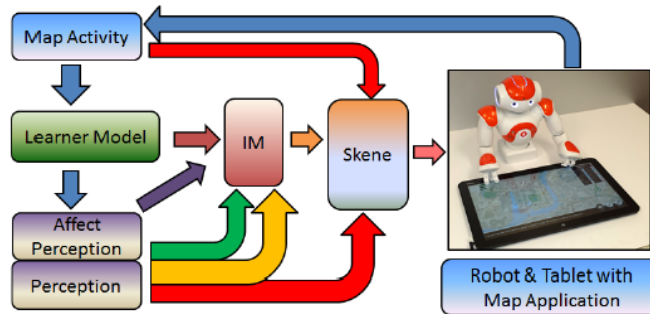 Map Activity
Learner Model
IM
Skene
Affect
Perception
Perception
Robot & Tablet with
Map Application